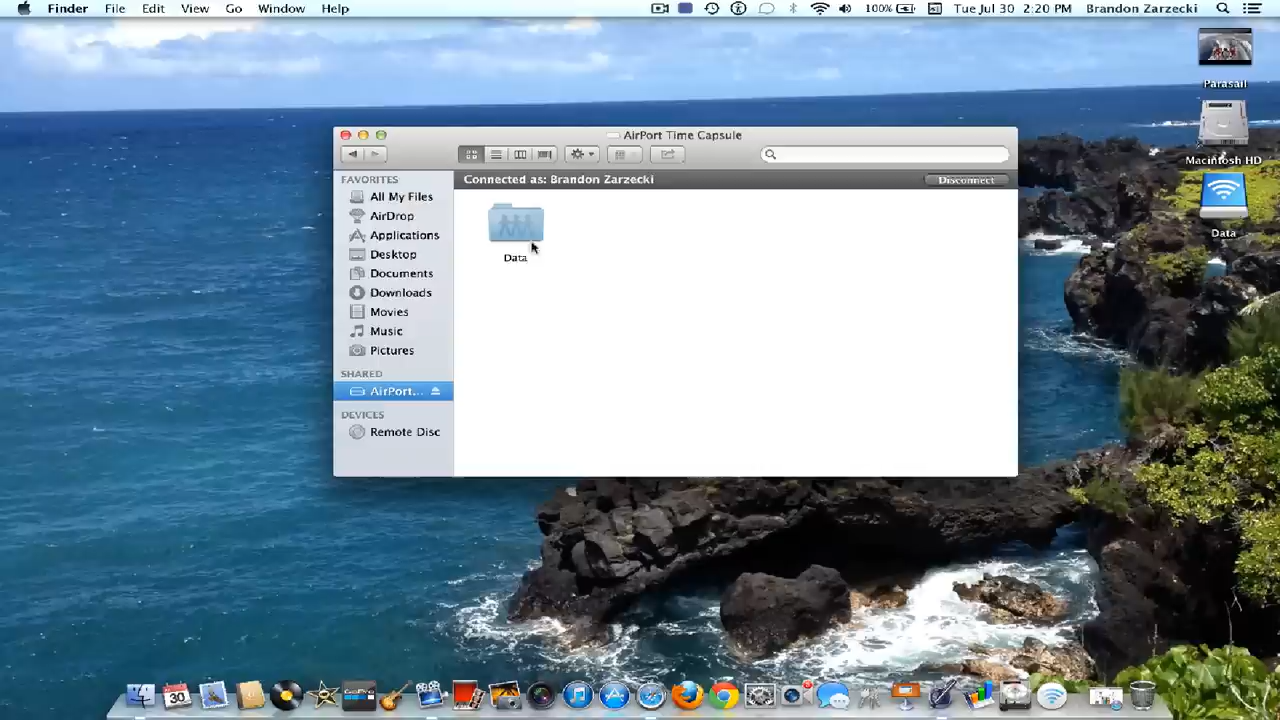 Finder File Edit View Go Window Help 100% Tue Jul 30 2:20 PM Brandon Zarzecki
Parasail
Macintosh HD
Data
AirPort Time Capsule
Connected as: Brandon Zarzecki Disconnect
FAVORITES
All My Files
AirDrop
Applications
Desktop
Documents
Downloads
Movies
Music
Pictures
SHARED
AirPort...
DEVICES
Remote Disc
Data
30
GoPro